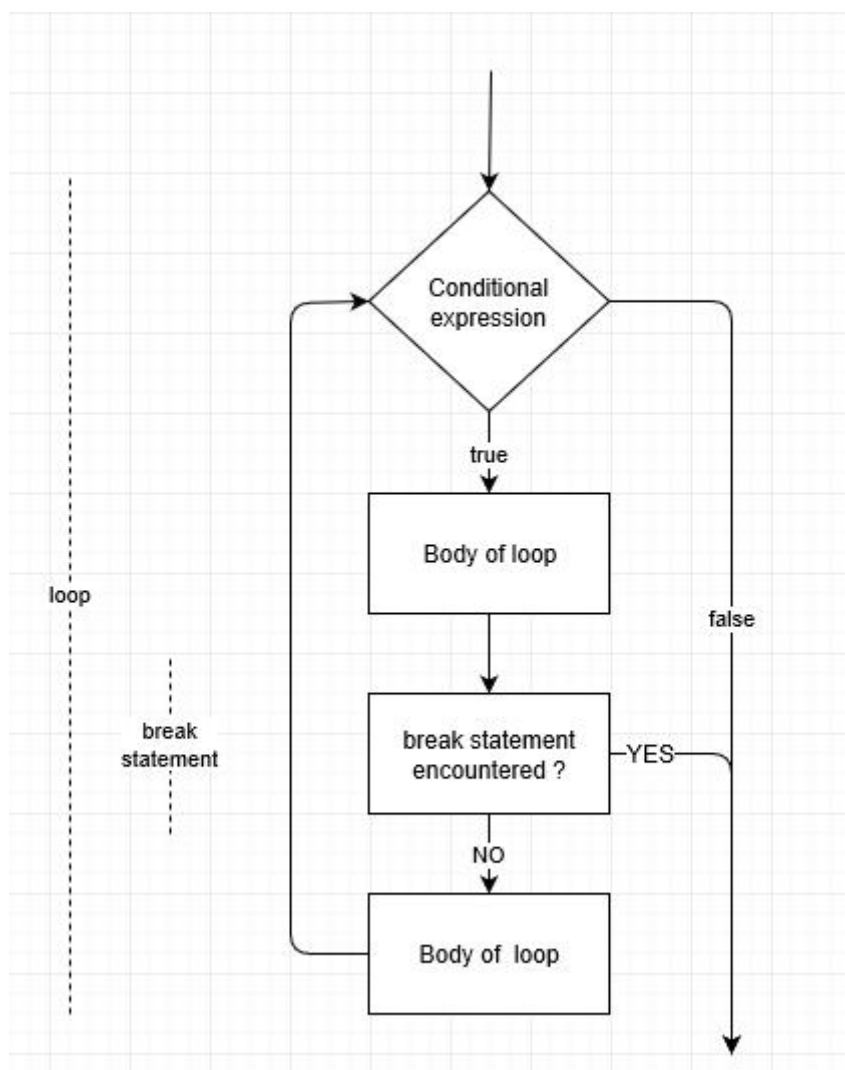 Conditional
expression
true
Body of loop
loop
false
break
statement
break statement
encountered ?
YES
NO
Body of loop